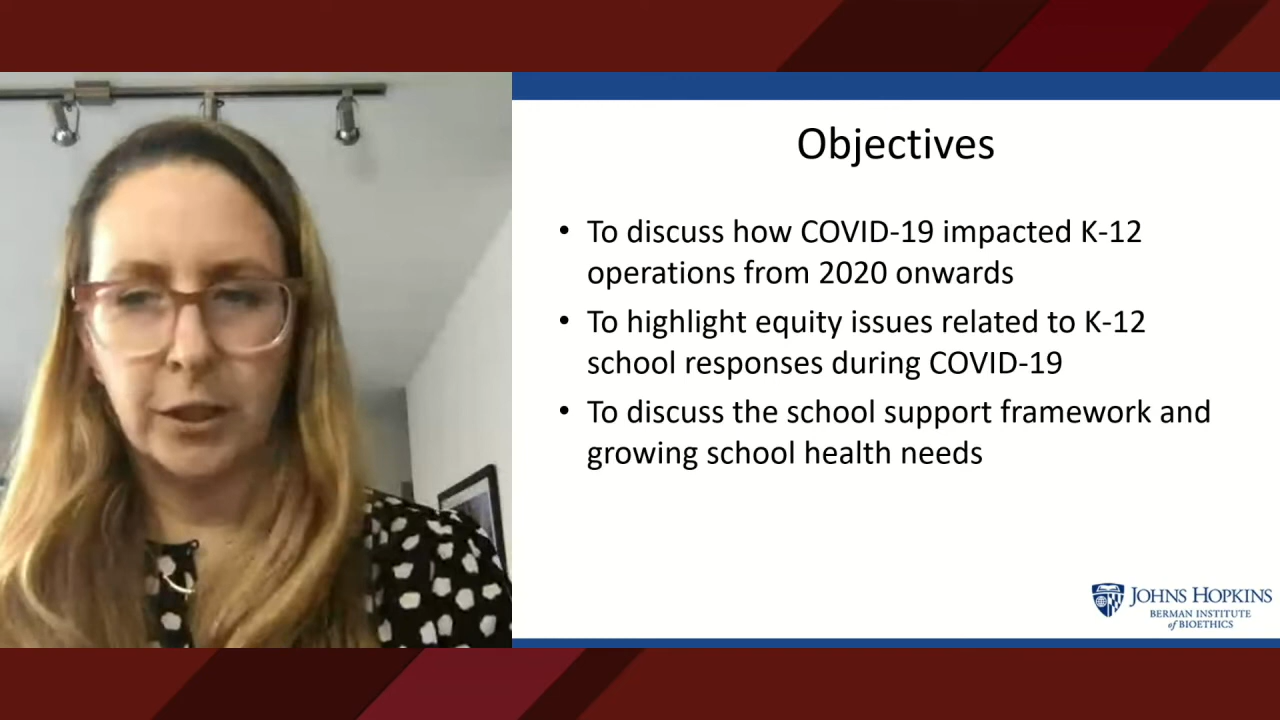 Objectives
• To discuss how COVID-19 impacted K-12
operations from 2020 onwards
• To highlight equity issues related to K-12
school responses during COVID-19
• To discuss the school support framework and
growing school health needs
JOHNS HOPKINS
BERMAN INSTITUTE
of BIOETHICS